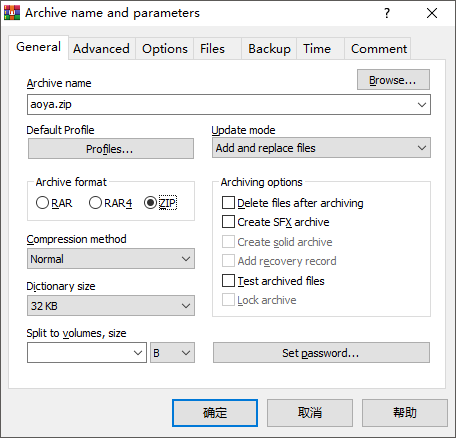 Archive name and parameters
?
General Advanced Options Files Backup Time Comment
Archive name
Browse...
aoya.zip
Default Profile
Profiles...
Update mode
Add and replace files
Archive format
RAR RAR4 ZIP
Compression method
Normal
Dictionary size
32 KB
Split to volumes, size
B
Archiving options
Delete files after archiving
Create SFX archive
Create solid archive
Add recovery record
Test archived files
Lock archive
Set password...
确定 取消 帮助